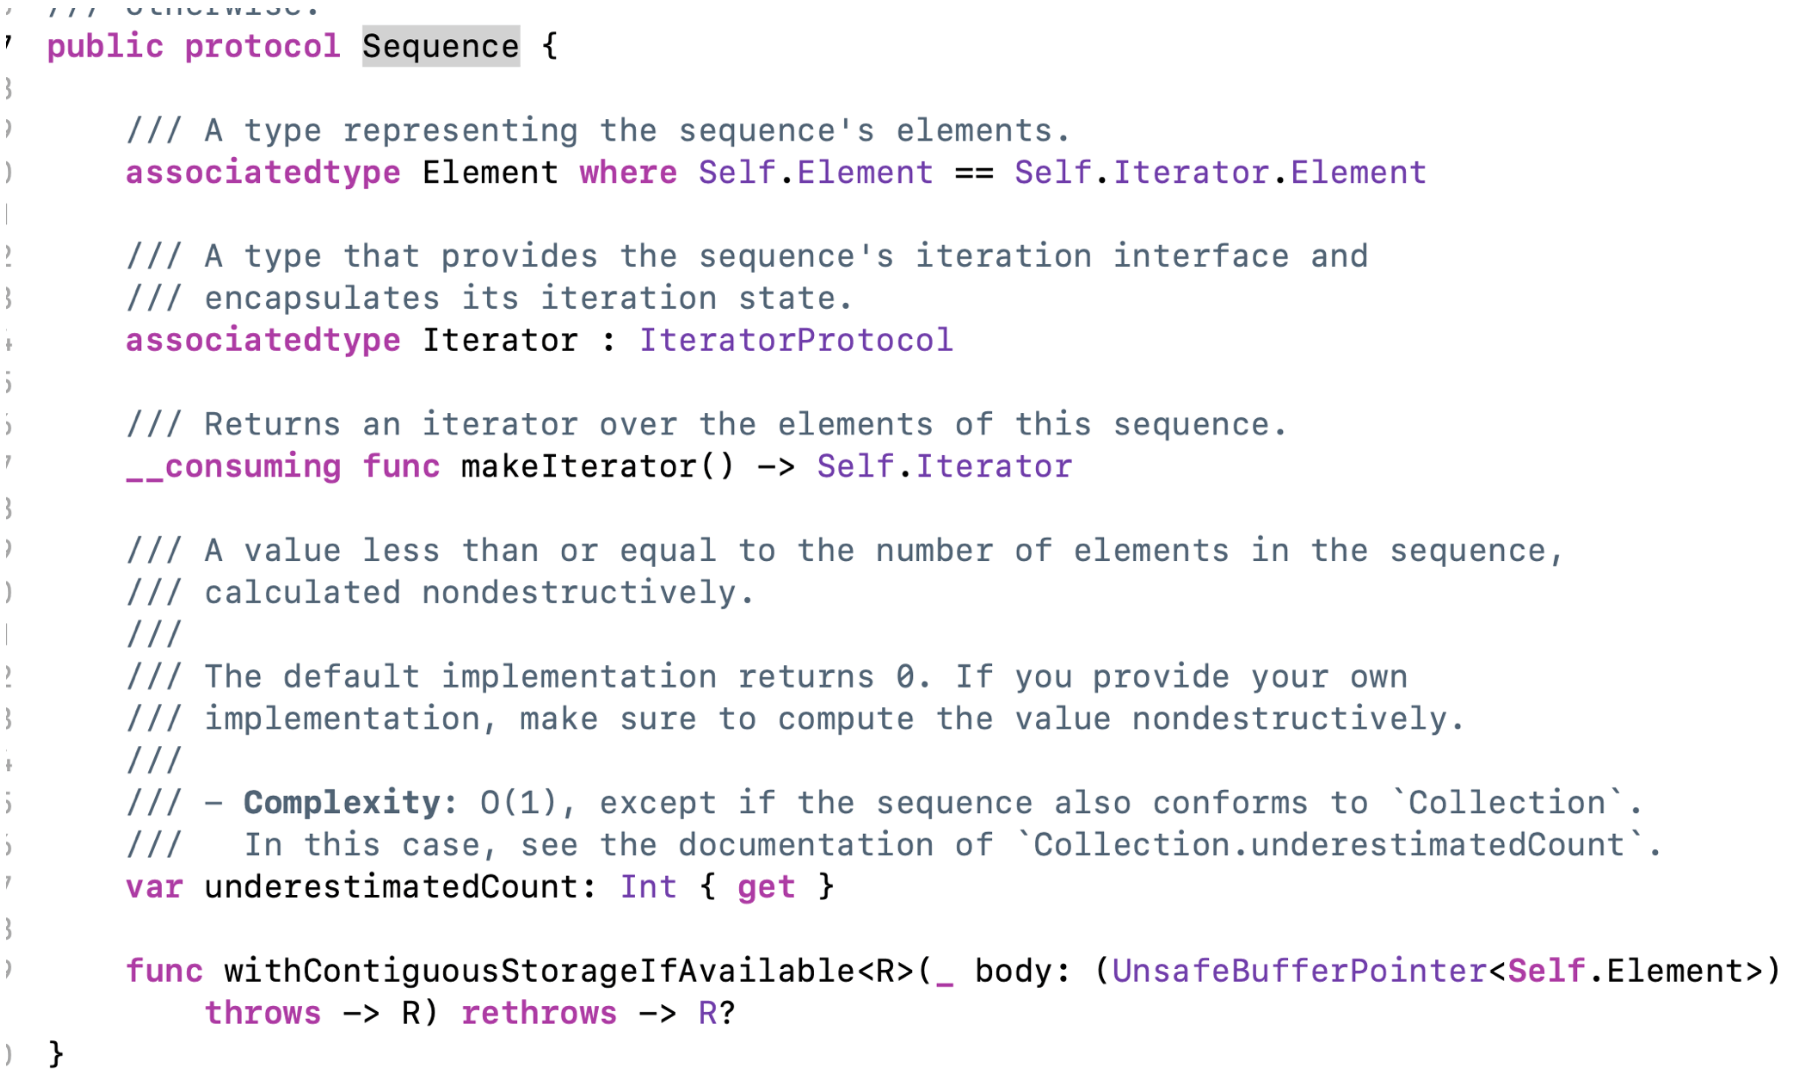 /// otherwise.
public protocol Sequence {
/// A type representing the sequence's elements.
associatedtype Element where Self.Element == Self.Iterator.Element
/// A type that provides the sequence's iteration interface and
/// encapsulates its iteration state.
associatedtype Iterator : IteratorProtocol
/// Returns an iterator over the elements of this sequence.
__consuming func makeIterator() -> Self.Iterator
/// A value less than or equal to the number of elements in the sequence,
/// calculated nondestructively.
///
/// The default implementation returns 0. If you provide your own
/// implementation, make sure to compute the value nondestructively.
///
/// - Complexity: O(1), except if the sequence also conforms to `Collection`.
///   In this case, see the documentation of `Collection.underestimatedCount`.
var underestimatedCount: Int { get }
func withContiguousStorageIfAvailable<R>(_ body: (UnsafeBufferPointer<Self.Element>)
throws -> R) rethrows -> R?
}